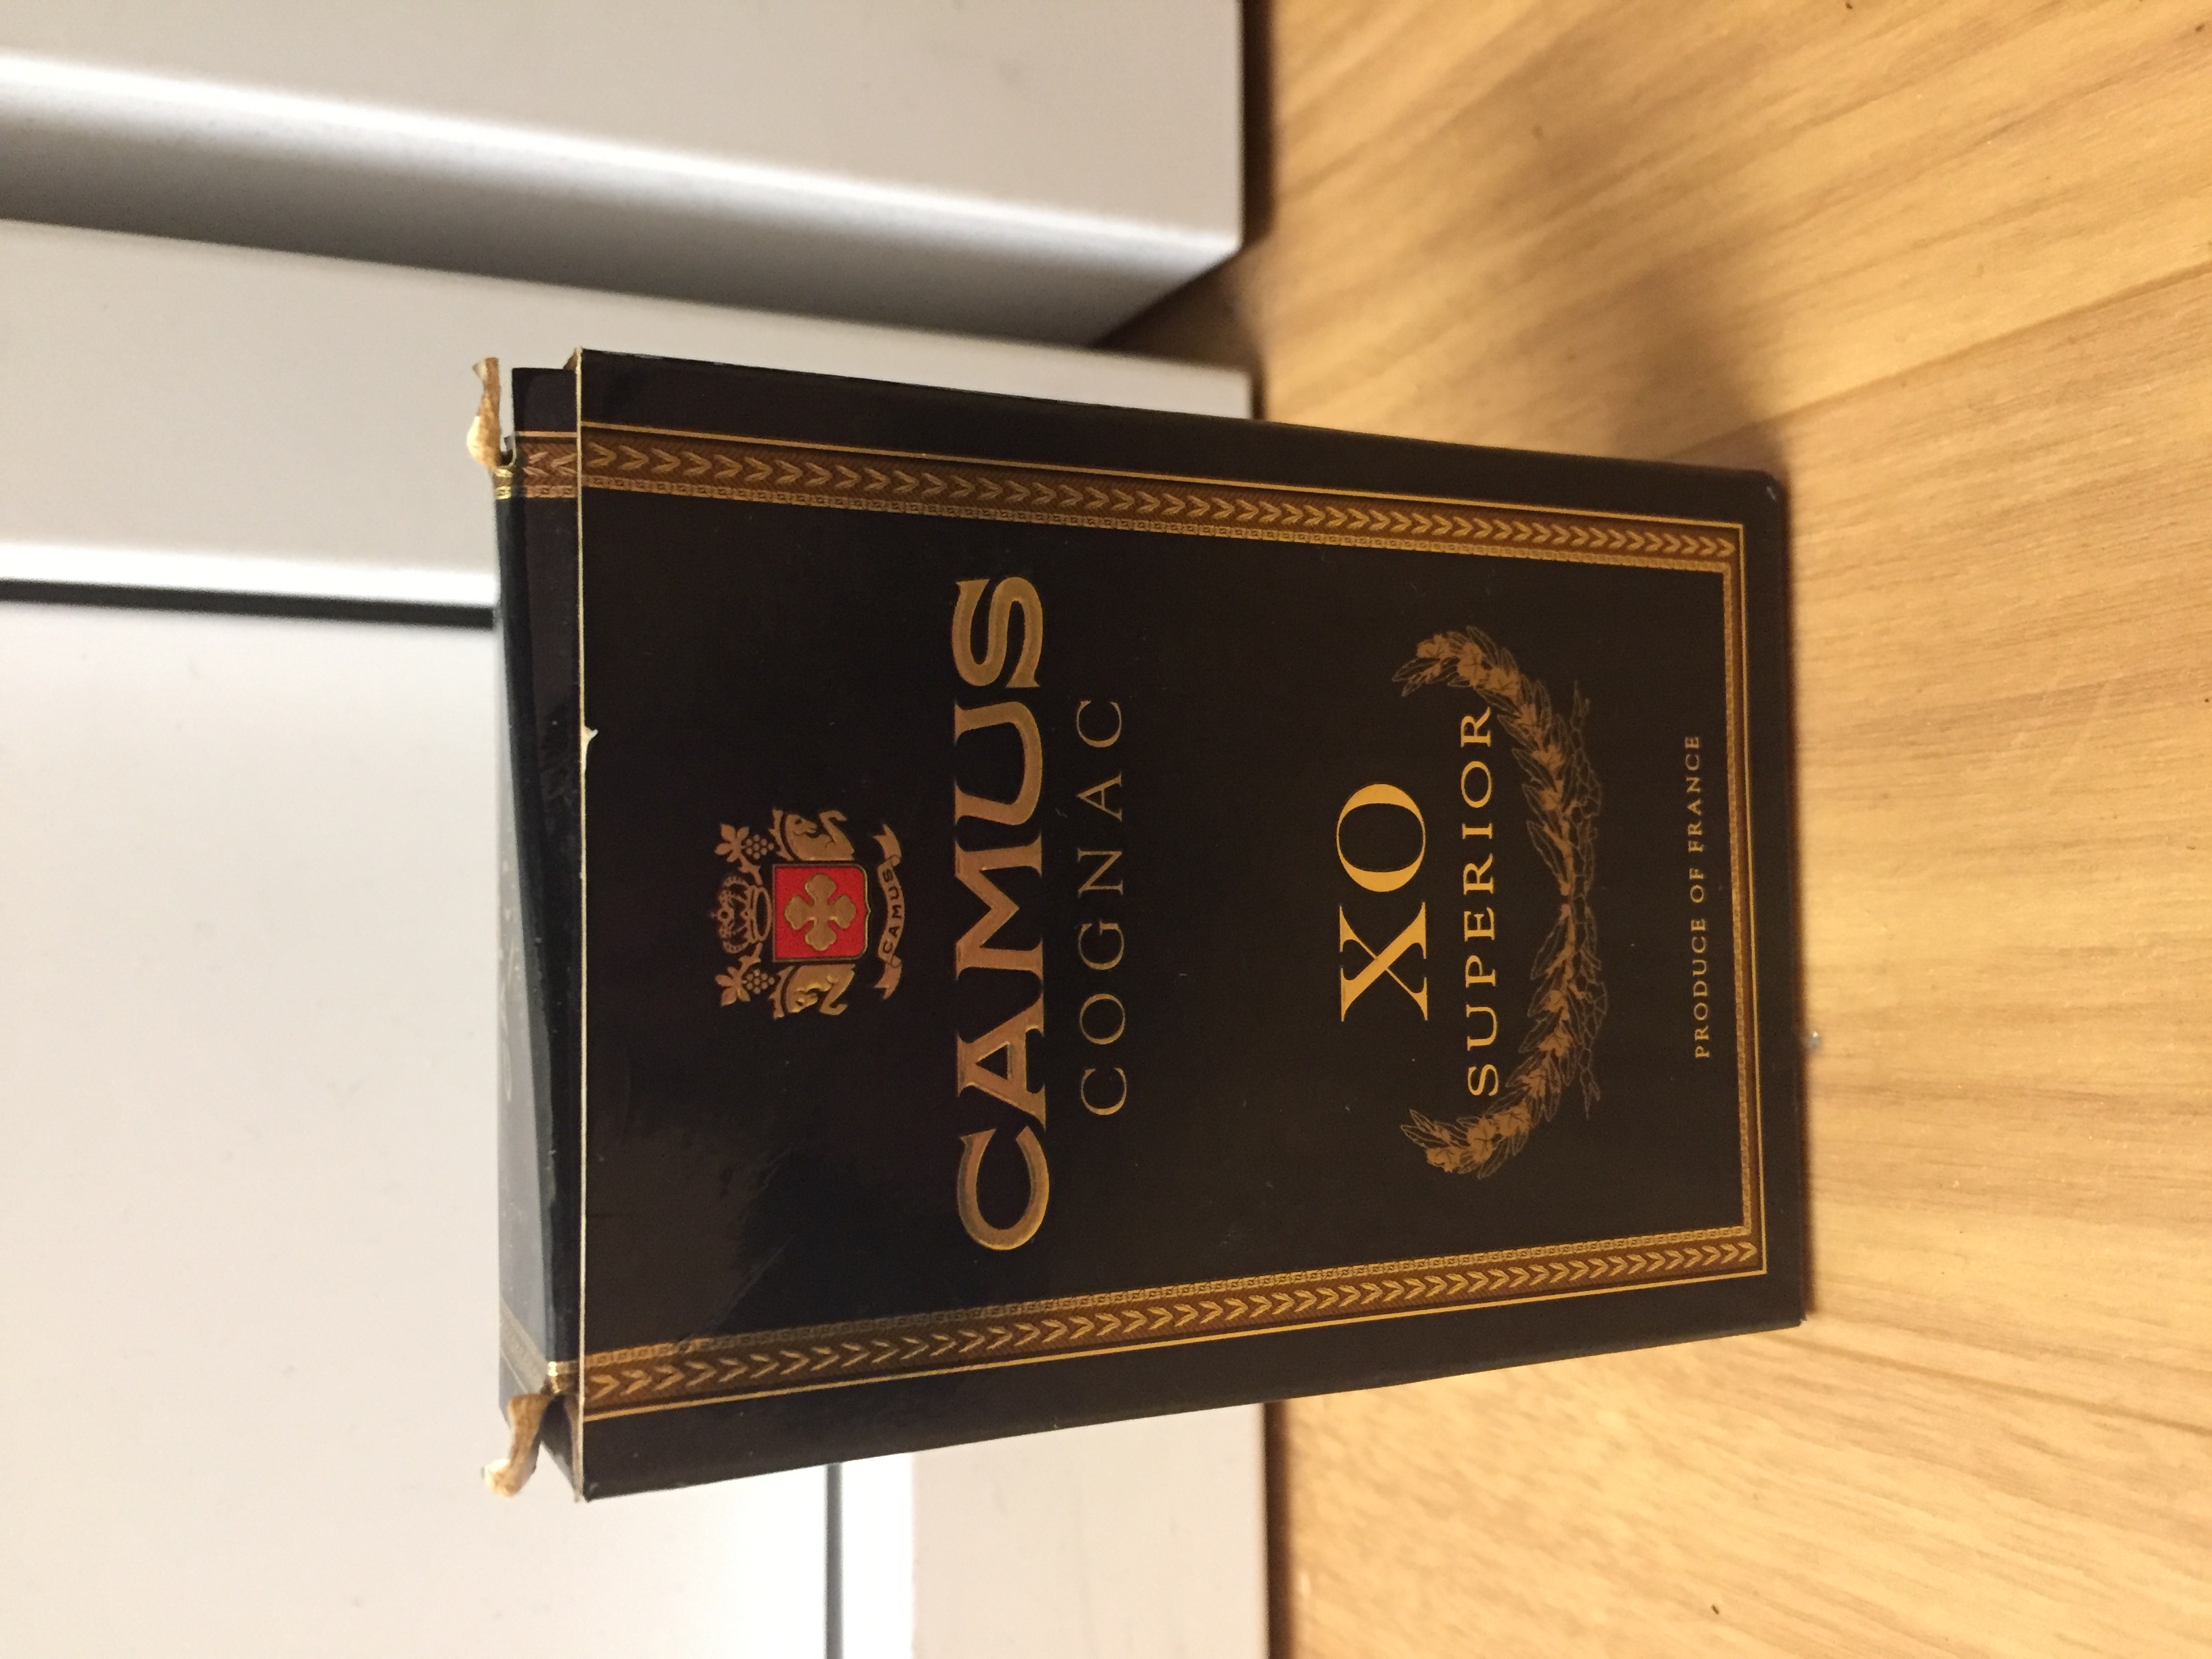 CAMUS
CAMUS
COGNAC
XO
SUPERIOR
PRODUCE OF FRANCE